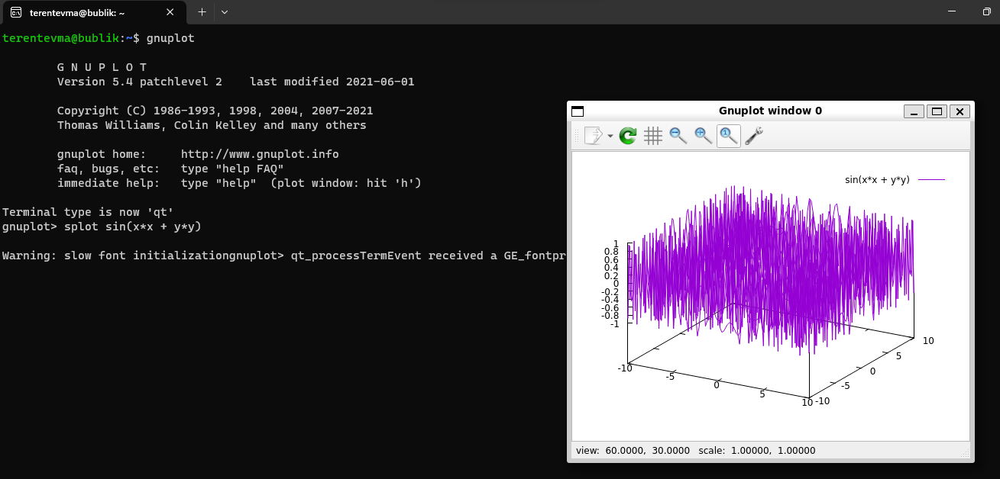 terentevma@bublik: ~
terentevma@bublik:~$ gnuplot
G N U P L O T
Version 5.4 patchlevel 2    last modified 2021-06-01
Copyright (C) 1986-1993, 1998, 2004, 2007-2021
Thomas Williams, Colin Kelley and many others
gnuplot home:     http://www.gnuplot.info
faq, bugs, etc:   type "help FAQ"
immediate help:   type "help"  (plot window: hit 'h')
Terminal type is now 'qt'
gnuplot> splot sin(x*x + y*y)
Warning: slow font initializationgnuplot> qt_processTermEvent received a GE_fontpr
Gnuplot window 0
sin(x*x + y*y)
1
0.8
0.6
0.4
0.2
0
-0.2
-0.4
-0.6
-0.8
-1
-10
-5
0
5
10
-10
-5
0
5
10
view:  60.0000,  30.0000   scale:  1.00000,  1.00000